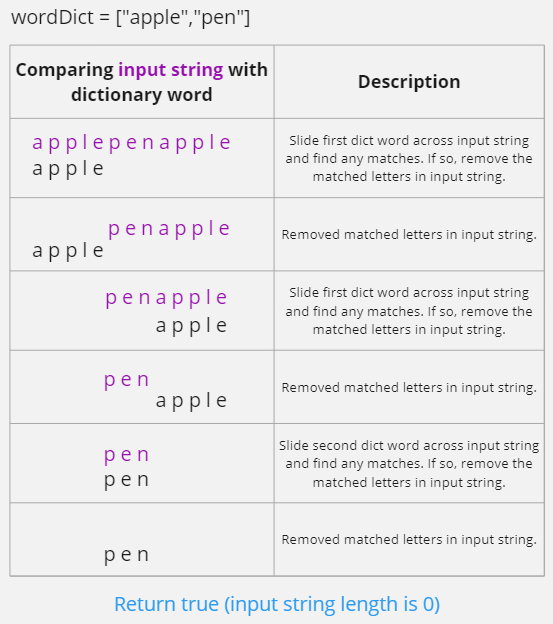 wordDict = ["apple","pen"]
Comparing input string with
dictionary word
Description
a p p l e p e n a p p l e
a p p l e
Slide first dict word across input string
and find any matches. If so, remove the
matched letters in input string.
p e n a p p l e
a p p l e
Removed matched letters in input string.
p e n a p p l e
a p p l e
Slide first dict word across input string
and find any matches. If so, remove the
matched letters in input string.
p e n
a p p l e
Removed matched letters in input string.
p e n
p e n
Slide second dict word across input string
and find any matches. If so, remove the
matched letters in input string.
p e n
Removed matched letters in input string.
Return true (input string length is 0)